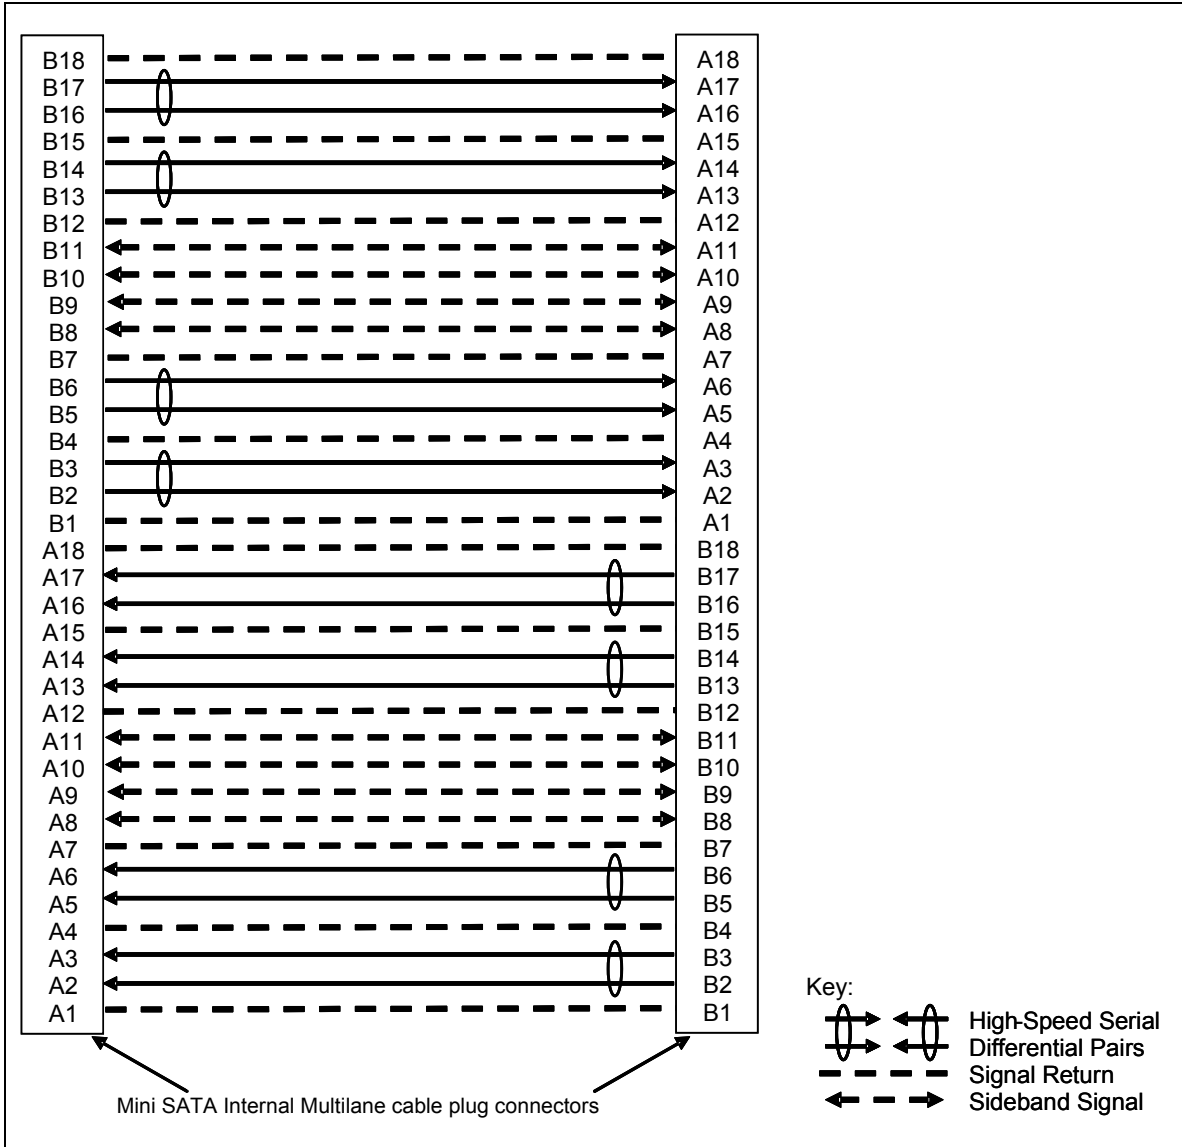 B18 A18
B17 A17
B16 A16
B15 A15
B14 A14
B13 A13
B12 A12
B11 A11
B10 A10
B9 A9
B8 A8
B7 A7
B6 A6
B5 A5
B4 A4
B3 A3
B2 A2
B1 A1
A18 B18
A17 B17
A16 B16
A15 B15
A14 B14
A13 B13
A12 B12
A11 B11
A10 B10
A9 B9
A8 B8
A7 B7
A6 B6
A5 B5
A4 B4
A3 B3
A2 B2
A1 B1
Mini SATA Internal Multilane cable plug connectors
Key:
High-Speed Serial
Differential Pairs
Signal Return
Sideband Signal